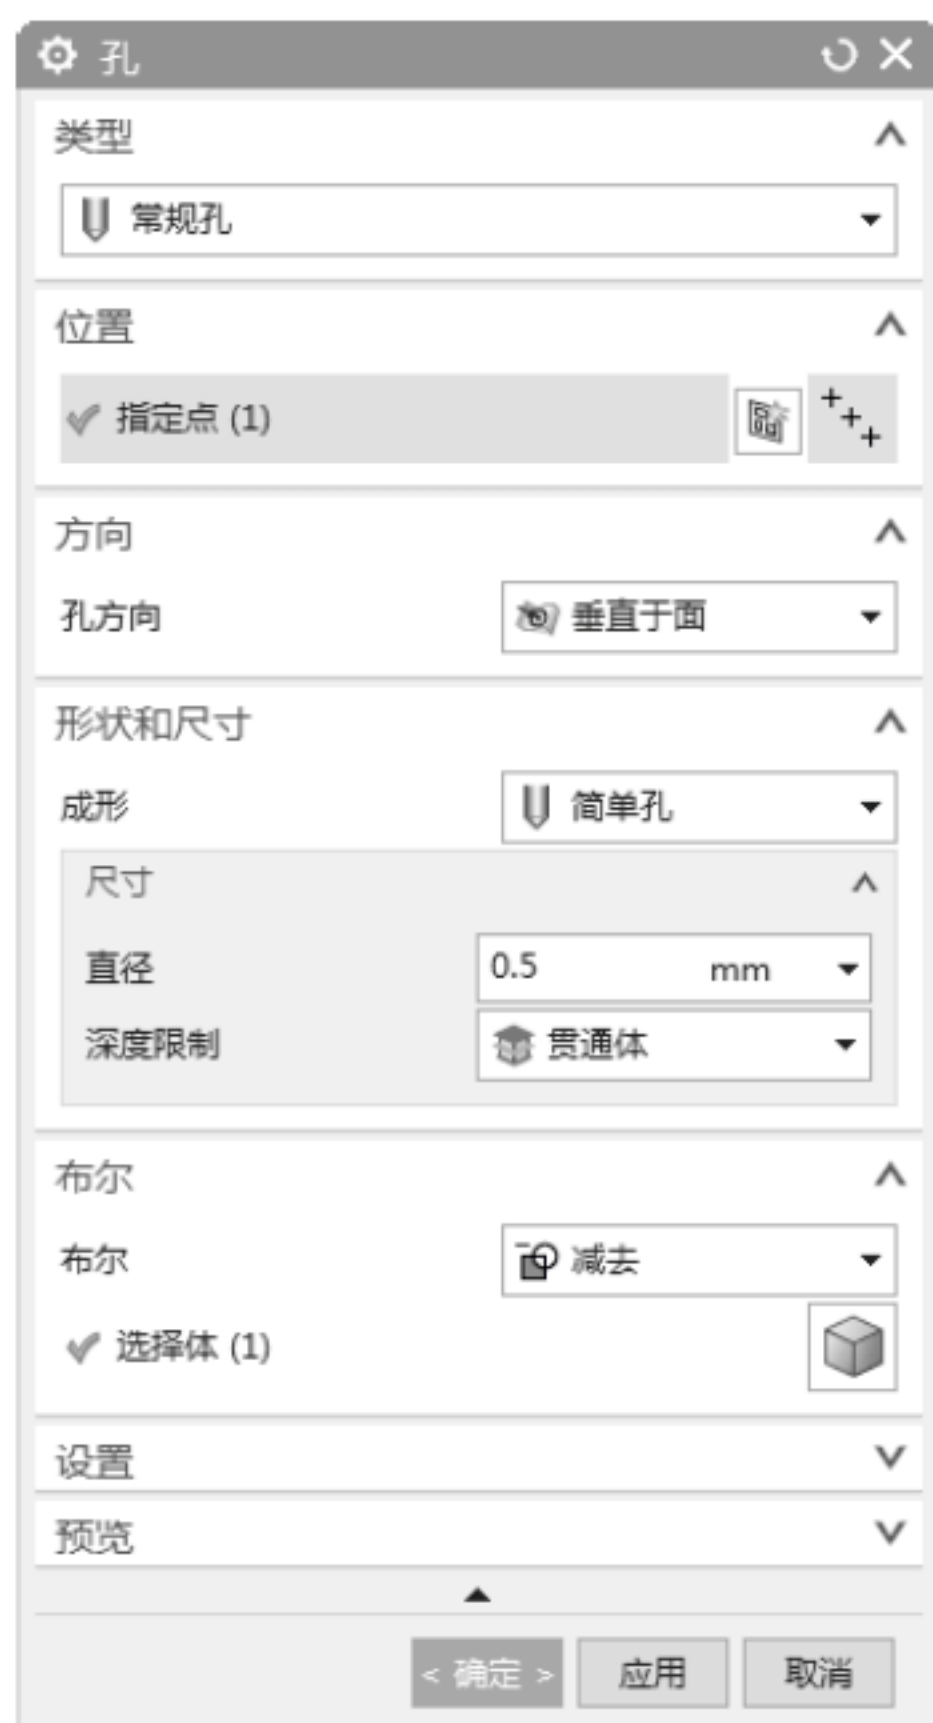 孔
类型
常规孔
位置
指定点 (1)
方向
孔方向 垂直于面
形状和尺寸
成形 简单孔
尺寸
直径 0.5 mm
深度限制 贯通体
布尔
布尔 减去
选择体 (1)
设置
预览
< 确定 > 应用 取消